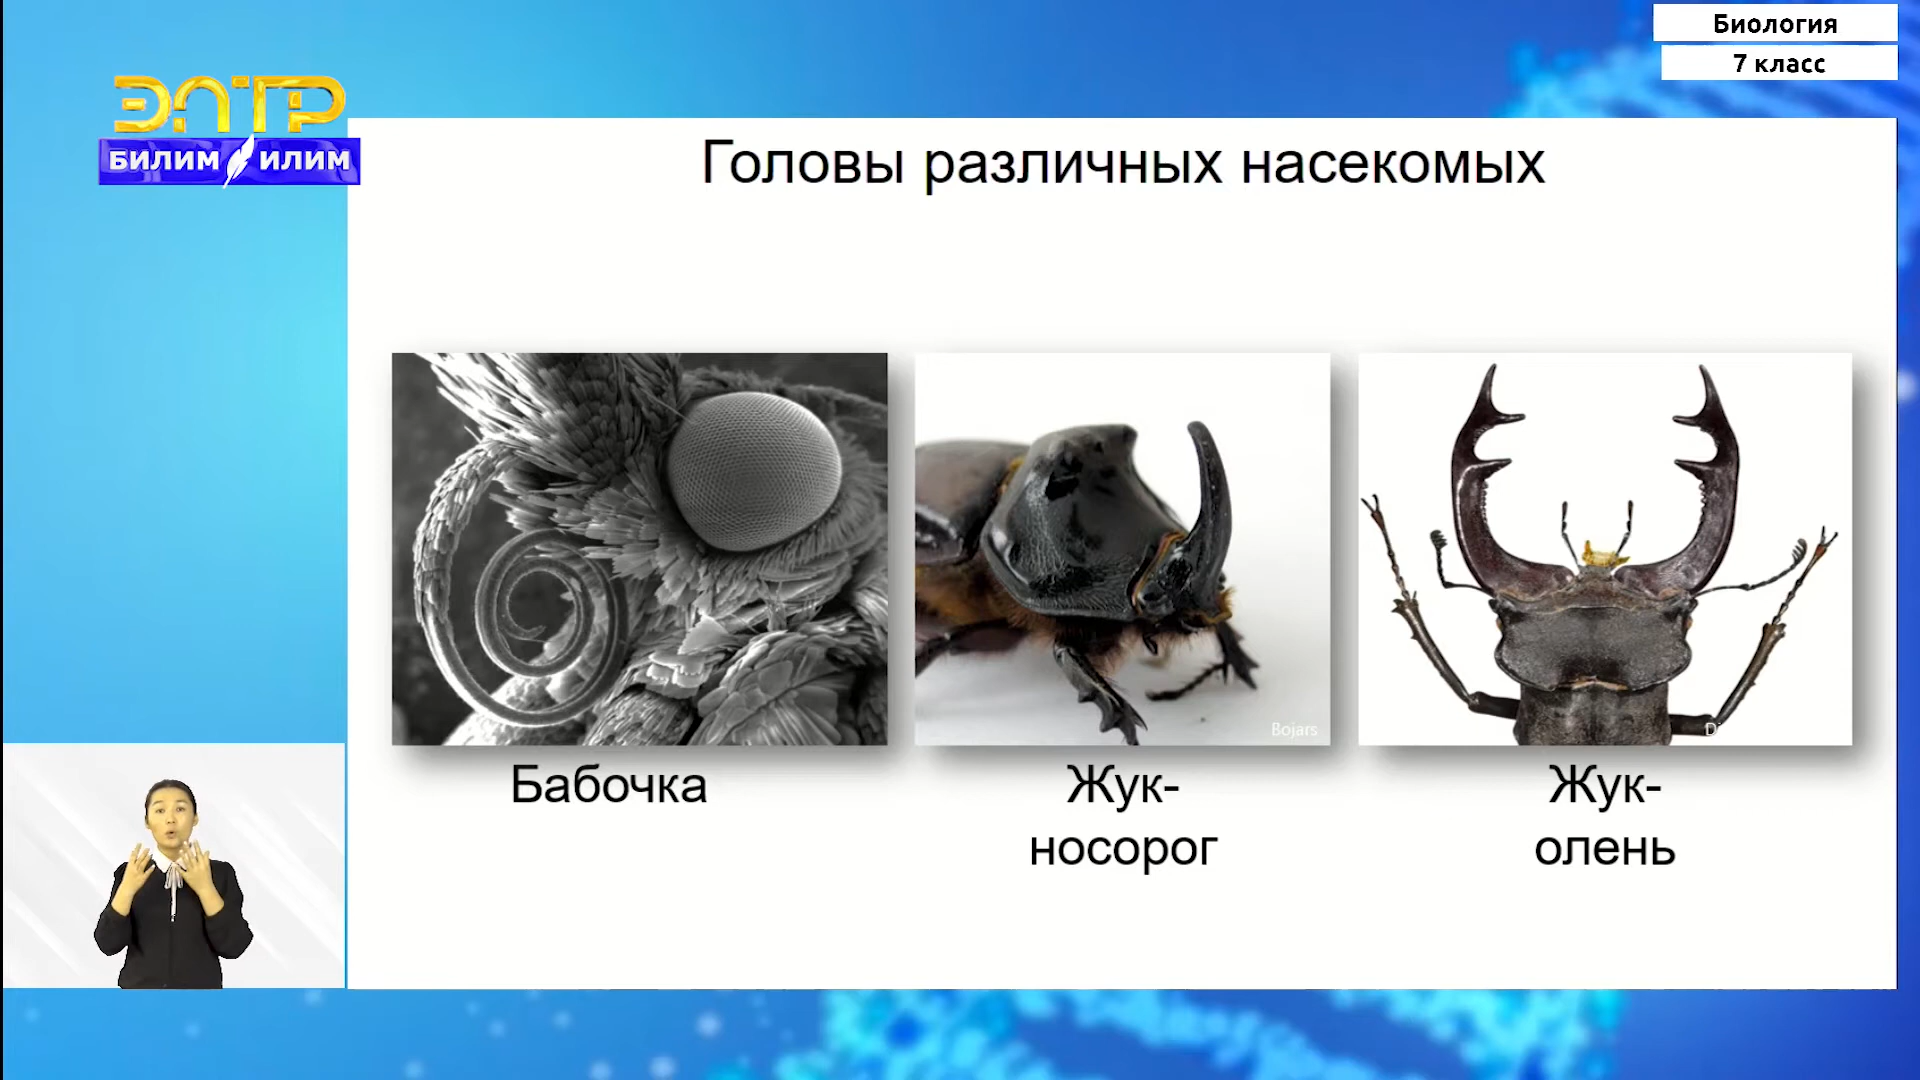 Биология
7 класс
ЭЛТР
БИЛИМ ИЛИМ
Головы различных насекомых
Bojars
Бабочка
Жук-
носорог
Жук-
олень